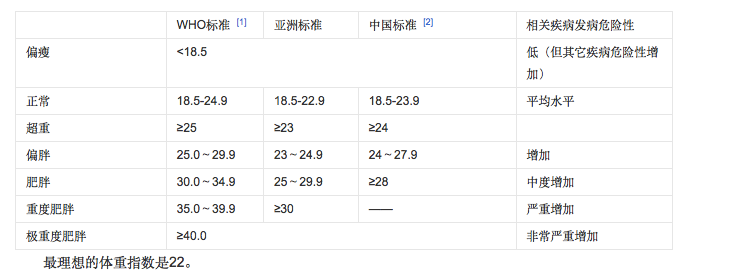 WHO标准 [1] 亚洲标准 中国标准 [2] 相关疾病发病危险性
偏瘦 <18.5 低（但其它疾病危险性增
加）
正常 18.5-24.9 18.5-22.9 18.5-23.9 平均水平
超重 ≥25 ≥23 ≥24
偏胖 25.0～29.9 23～24.9 24～27.9 增加
肥胖 30.0～34.9 25～29.9 ≥28 中度增加
重度肥胖 35.0～39.9 ≥30 —— 严重增加
极重度肥胖 ≥40.0 非常严重增加
最理想的体重指数是22。